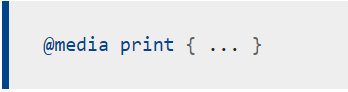 @media print { ... }